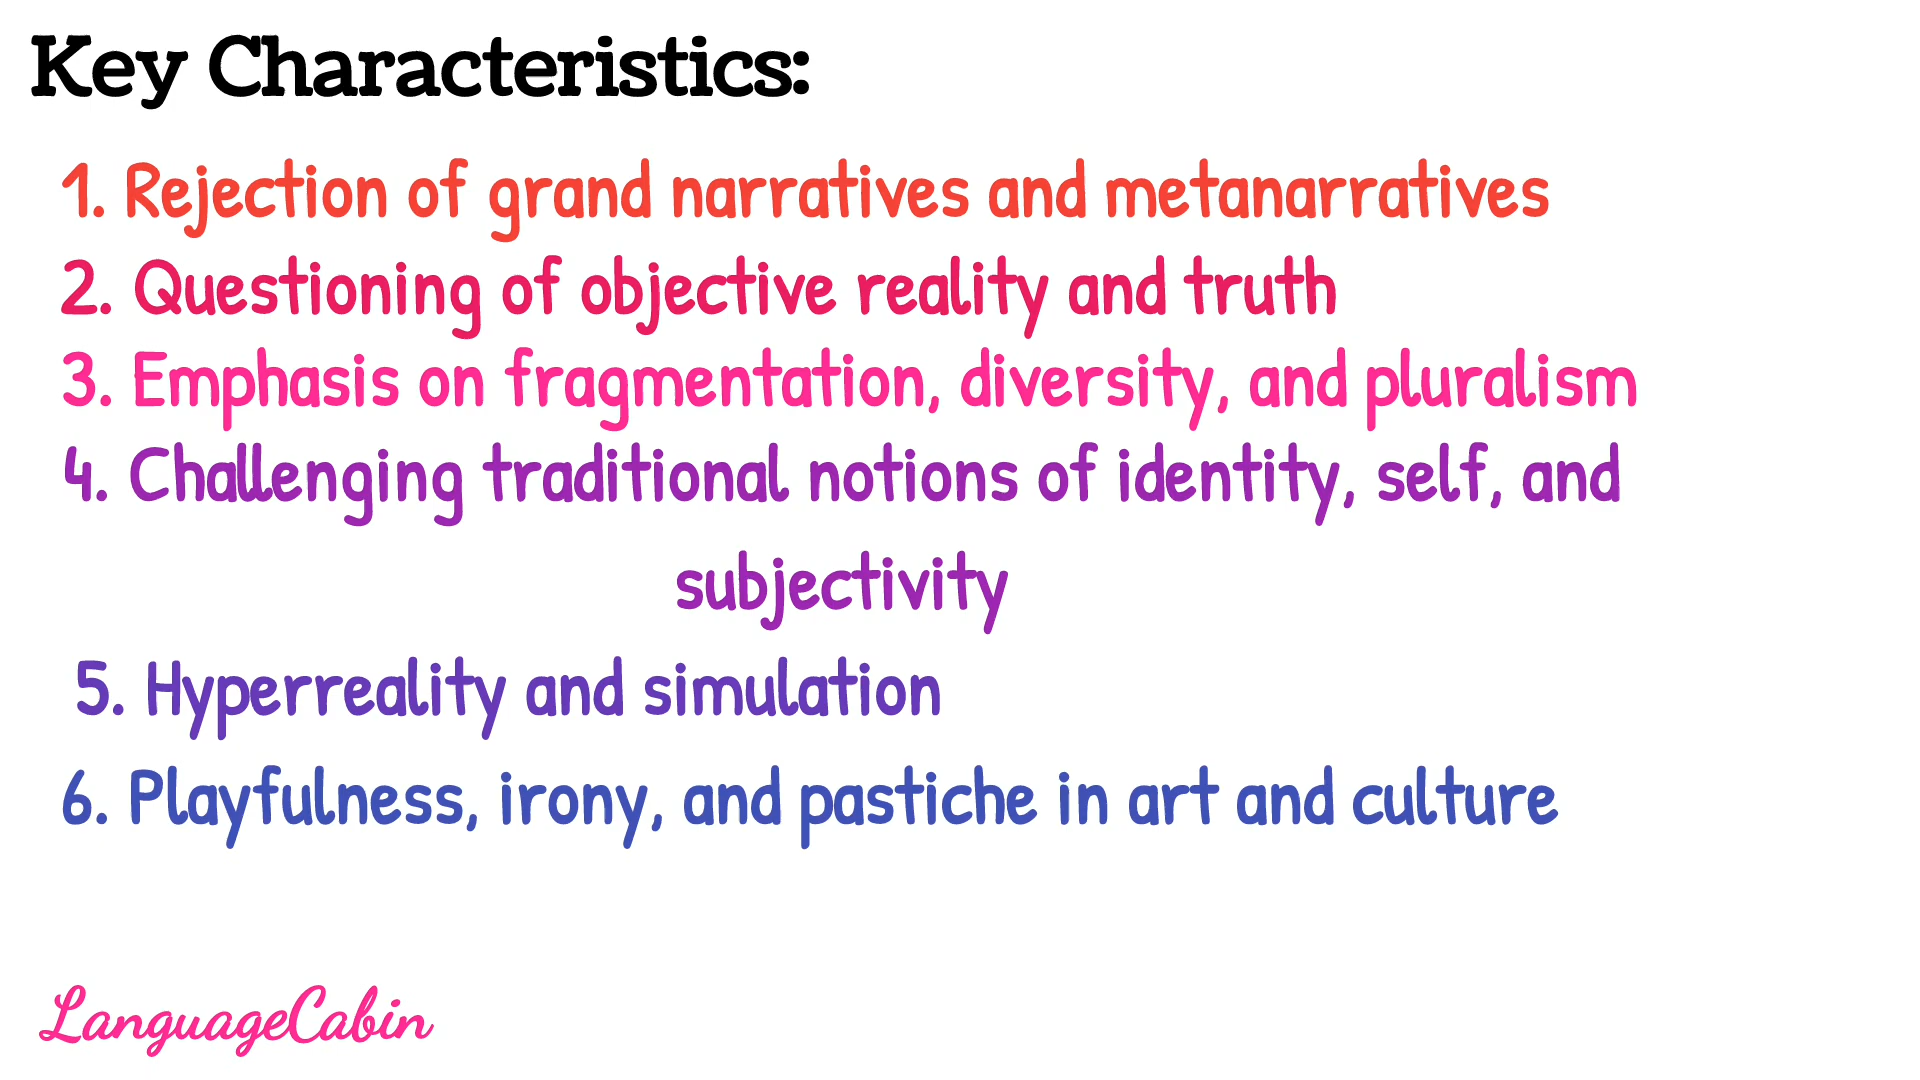 Key Characteristics:
1. Rejection of grand narratives and metanarratives
2. Questioning of objective reality and truth
3. Emphasis on fragmentation, diversity, and pluralism
4. Challenging traditional notions of identity, self, and
subjectivity
5. Hyperreality and simulation
6. Playfulness, irony, and pastiche in art and culture
LanguageCabin